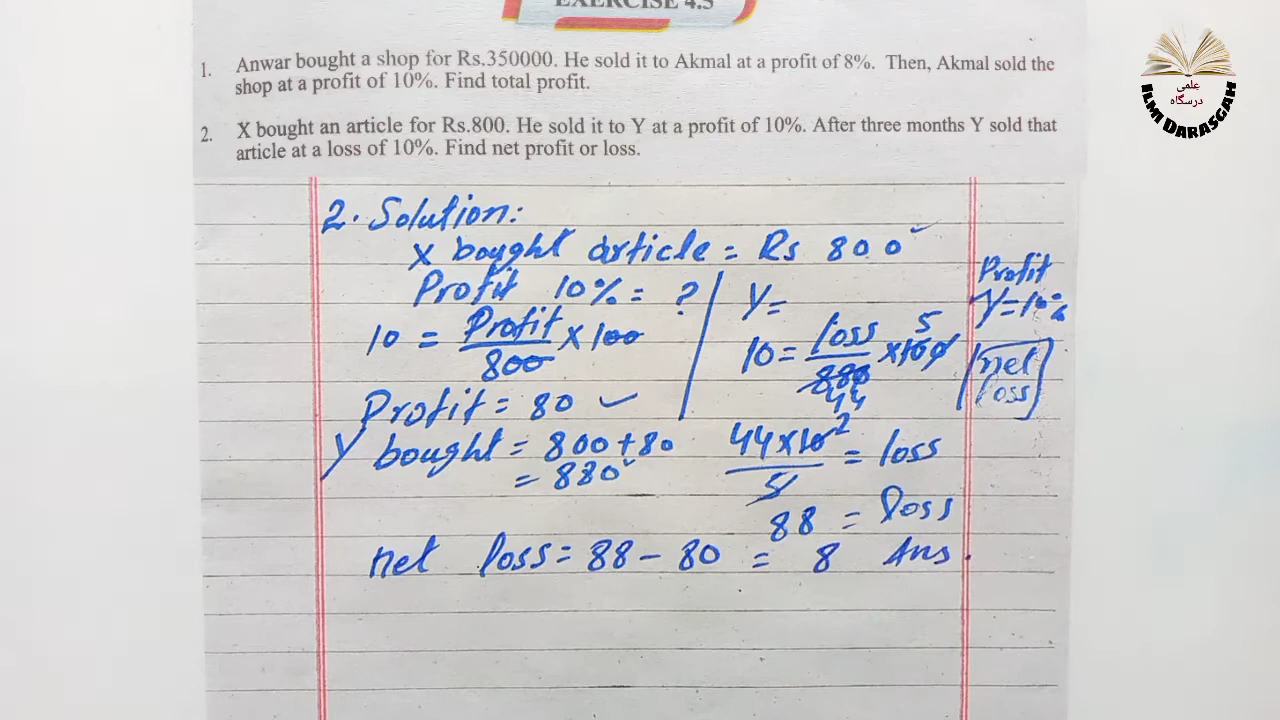 EXERCISE 4.5
1. Anwar bought a shop for Rs.350000. He sold it to Akmal at a profit of 8%. Then, Akmal sold the
shop at a profit of 10%. Find total profit.
2. X bought an article for Rs.800. He sold it to Y at a profit of 10%. After three months Y sold that
article at a loss of 10%. Find net profit or loss.
علمی
درسگاہ
ILMI DARASGAH
2. Solution:
X bought article = Rs 800
Profit 10% = ?
10 = Profit/800 × 100
Profit = 80
Y bought = 800+80
= 880
Y =
10 = loss/880 × 100
5
44
44×10/5 = loss
2
88 = loss
Profit
Y = 10%
net
loss
net loss = 88 - 80 = 8 Ans.